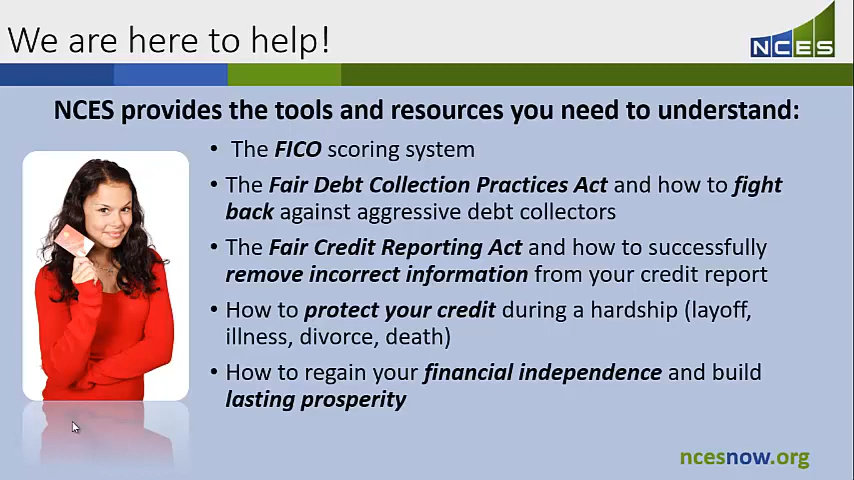 We are here to help!
NCES
NCES provides the tools and resources you need to understand:
• The FICO scoring system
• The Fair Debt Collection Practices Act and how to fight
back against aggressive debt collectors
• The Fair Credit Reporting Act and how to successfully
remove incorrect information from your credit report
• How to protect your credit during a hardship (layoff,
illness, divorce, death)
• How to regain your financial independence and build
lasting prosperity
ncesnow.org